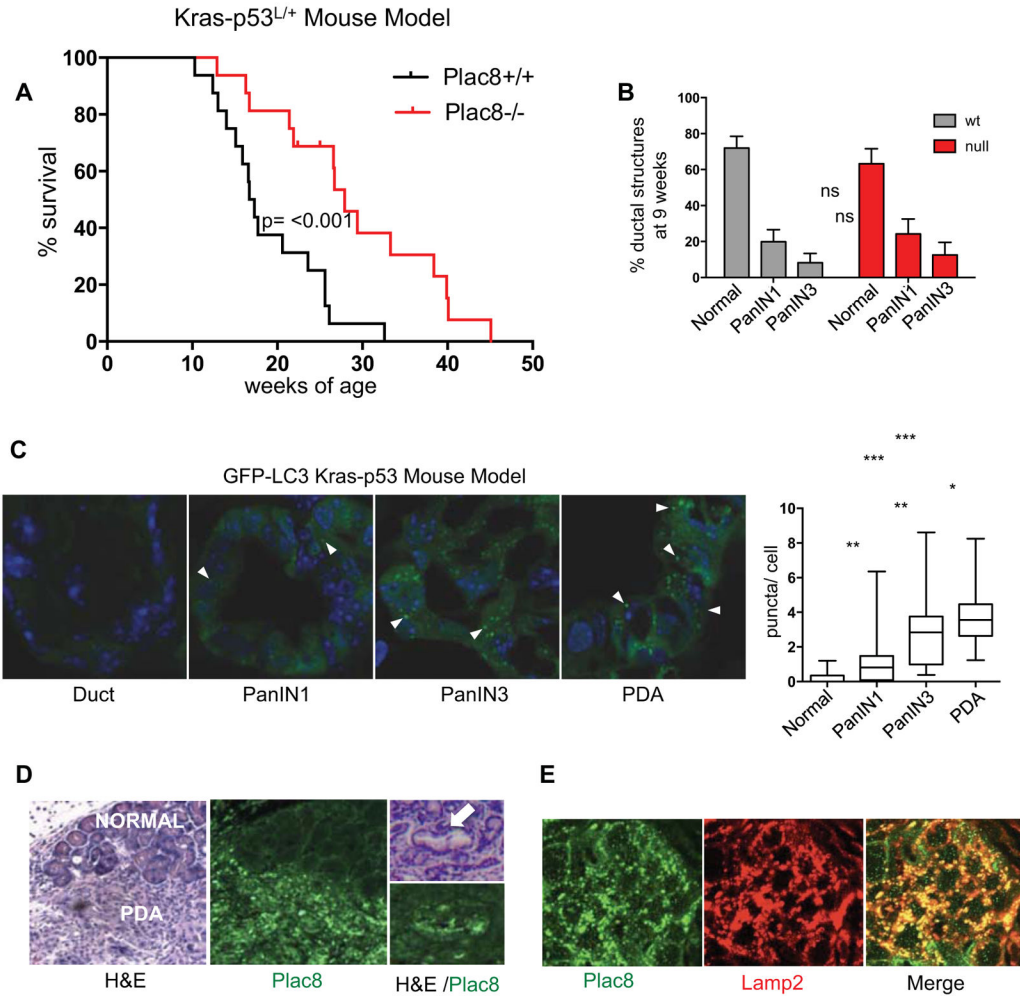 Kras-p53L/+ Mouse Model
A
100
80
60
40
20
0
% survival
Plac8+/+
Plac8-/-
p= <0.001
0 10 20 30 40 50
weeks of age
B
100
80
60
40
20
0
% ductal structures
at 9 weeks
wt
null
ns
ns
Normal
PanIN1
PanIN3
Normal
PanIN1
PanIN3
C
GFP-LC3 Kras-p53 Mouse Model
Duct
PanIN1
PanIN3
PDA
***
***
*
**
**
10
8
6
4
2
0
puncta/ cell
Normal
PanIN1
PanIN3
PDA
D
NORMAL
PDA
H&E
Plac8
H&E /Plac8
E
Plac8
Lamp2
Merge